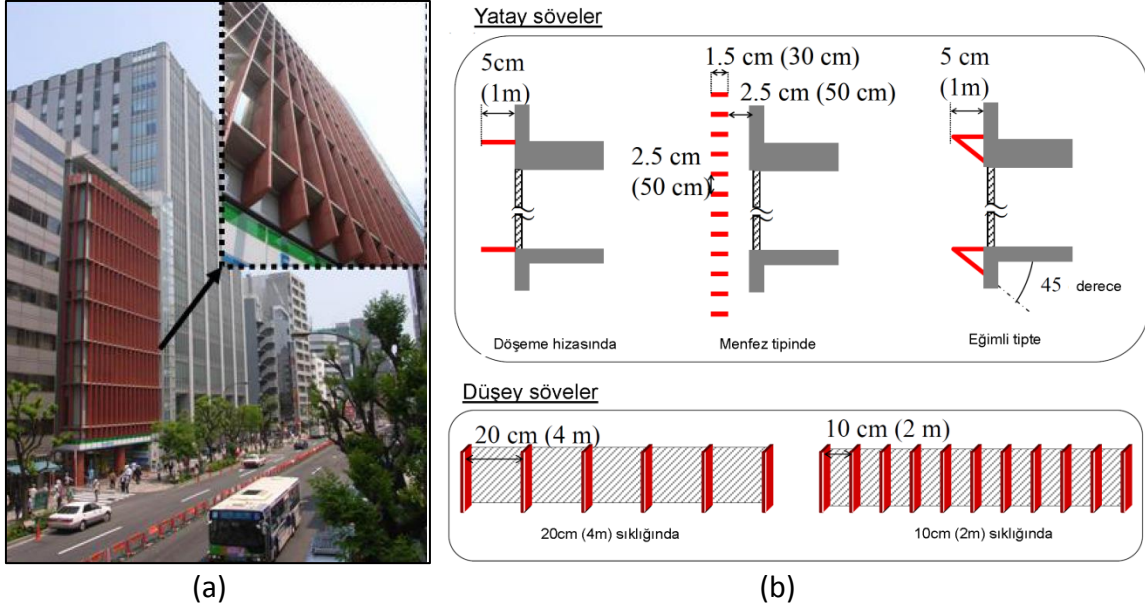 Yatay söveler
5cm
(1m)
1.5 cm (30 cm)
2.5 cm (50 cm)
2.5 cm
(50 cm)
5 cm
(1m)
45 derece
Döşeme hizasında
Menfez tipinde
Eğimli tipte
Düşey söveler
20 cm (4 m)
10 cm (2 m)
20cm (4m) sıklığında
10cm (2m) sıklığında
(a)
(b)